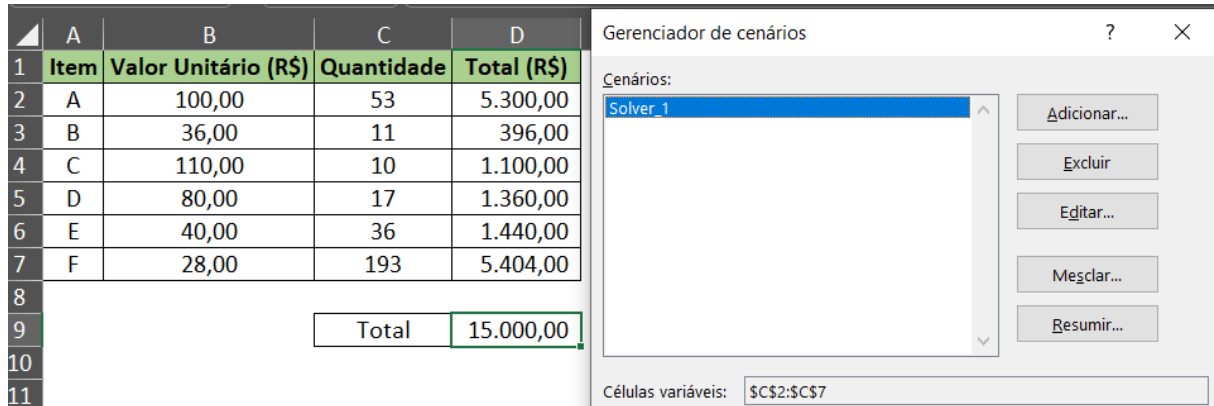 A B C D
1 Item Valor Unitário (R$) Quantidade Total (R$)
2 A 100,00 53 5.300,00
3 B 36,00 11 396,00
4 C 110,00 10 1.100,00
5 D 80,00 17 1.360,00
6 E 40,00 36 1.440,00
7 F 28,00 193 5.404,00
8
9 Total 15.000,00
10
11
Gerenciador de cenários ? ×
Cenários:
Solver_1
Adicionar...
Excluir
Editar...
Mesclar...
Resumir...
Células variáveis: $C$2:$C$7